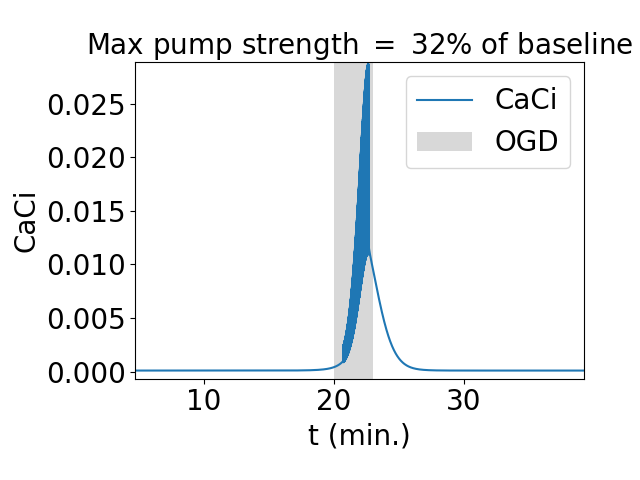 Max pump strength = 32% of baseline
CaCi
OGD
0.025
0.020
0.015
0.010
0.005
0.000
CaCi
10
20
30
t (min.)